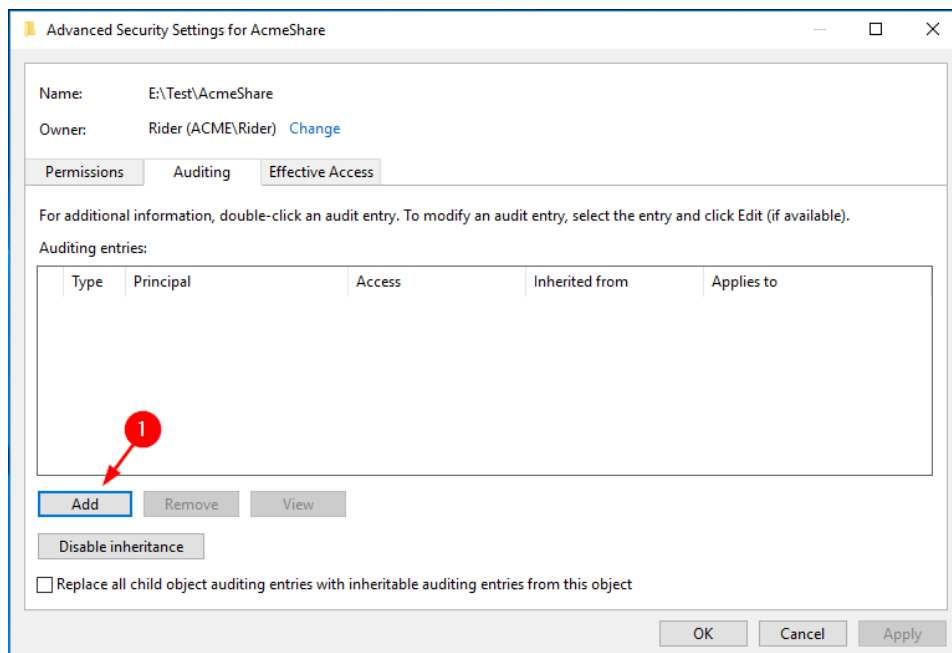 Advanced Security Settings for AcmeShare
Name: E:\Test\AcmeShare
Owner: Rider (ACME\Rider) Change
Permissions Auditing Effective Access
For additional information, double-click an audit entry. To modify an audit entry, select the entry and click Edit (if available).
Auditing entries:
Type Principal Access Inherited from Applies to
1
Add Remove View
Disable inheritance
Replace all child object auditing entries with inheritable auditing entries from this object
OK Cancel Apply